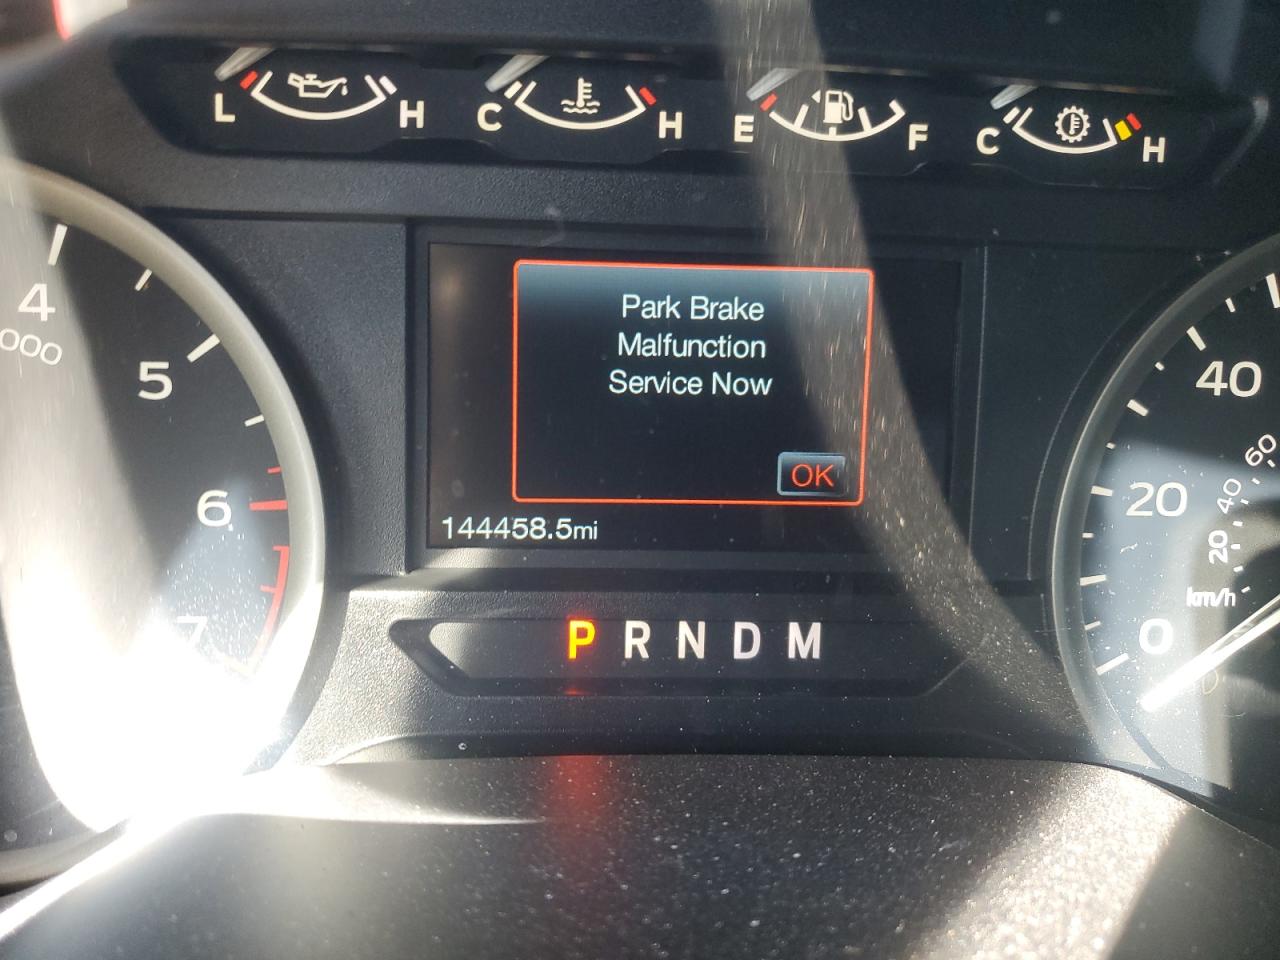 L H C H E F C H
4
000
5
6
7
Park Brake
Malfunction
Service Now
OK
144458.5mi
P R N D M
40
20
0
60
40
20
km/h